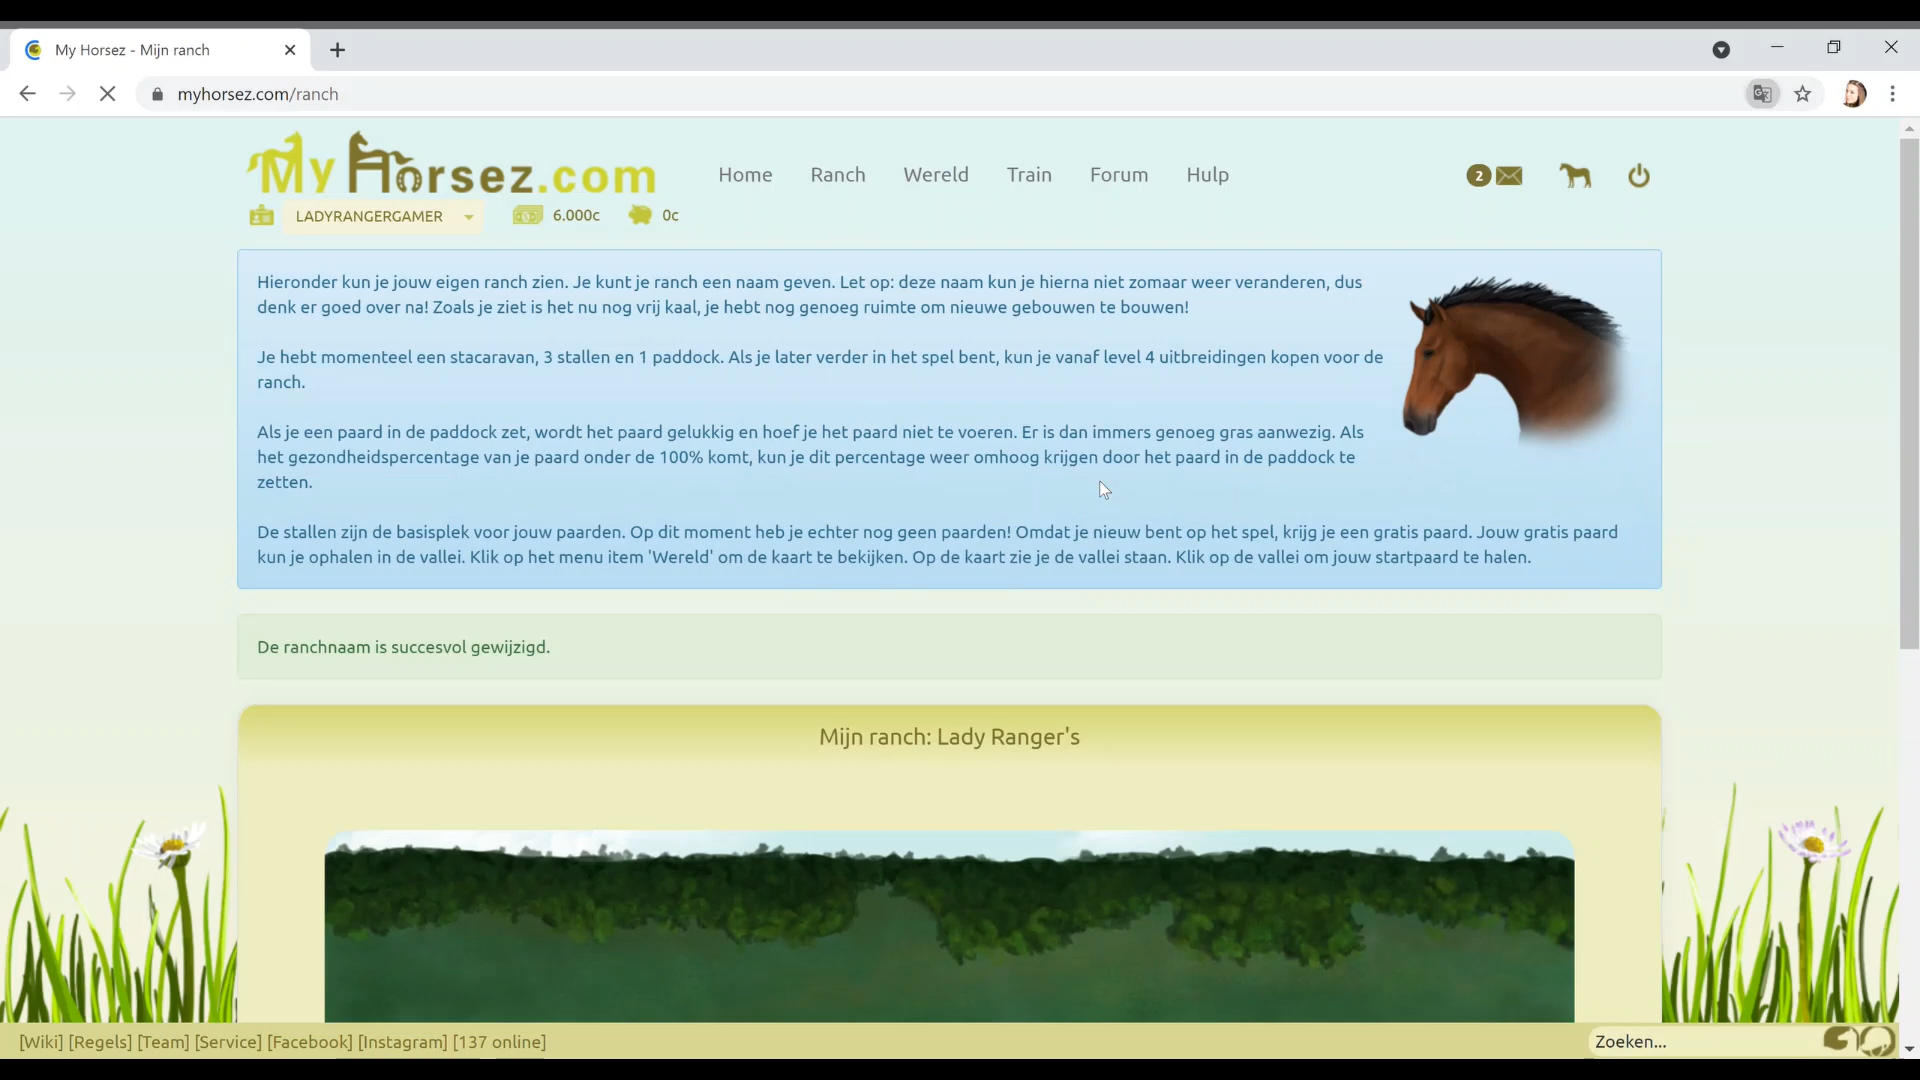 My Horsez - Mijn ranch
myhorsez.com/ranch
My Horsez.com
Home
Ranch
Wereld
Train
Forum
Hulp
2
LADYRANGERGAMER
6.000c
0c
Hieronder kun je jouw eigen ranch zien. Je kunt je ranch een naam geven. Let op: deze naam kun je hierna niet zomaar weer veranderen, dus
denk er goed over na! Zoals je ziet is het nu nog vrij kaal, je hebt nog genoeg ruimte om nieuwe gebouwen te bouwen!
Je hebt momenteel een stacaravan, 3 stallen en 1 paddock. Als je later verder in het spel bent, kun je vanaf level 4 uitbreidingen kopen voor de
ranch.
Als je een paard in de paddock zet, wordt het paard gelukkig en hoef je het paard niet te voeren. Er is dan immers genoeg gras aanwezig. Als
het gezondheidspercentage van je paard onder de 100% komt, kun je dit percentage weer omhoog krijgen door het paard in de paddock te
zetten.
De stallen zijn de basisplek voor jouw paarden. Op dit moment heb je echter nog geen paarden! Omdat je nieuw bent op het spel, krijg je een gratis paard. Jouw gratis paard
kun je ophalen in de vallei. Klik op het menu item 'Wereld' om de kaart te bekijken. Op de kaart zie je de vallei staan. Klik op de vallei om jouw startpaard te halen.
De ranchnaam is succesvol gewijzigd.
Mijn ranch: Lady Ranger's
[Wiki] [Regels] [Team] [Service] [Facebook] [Instagram] [137 online]
Zoeken...